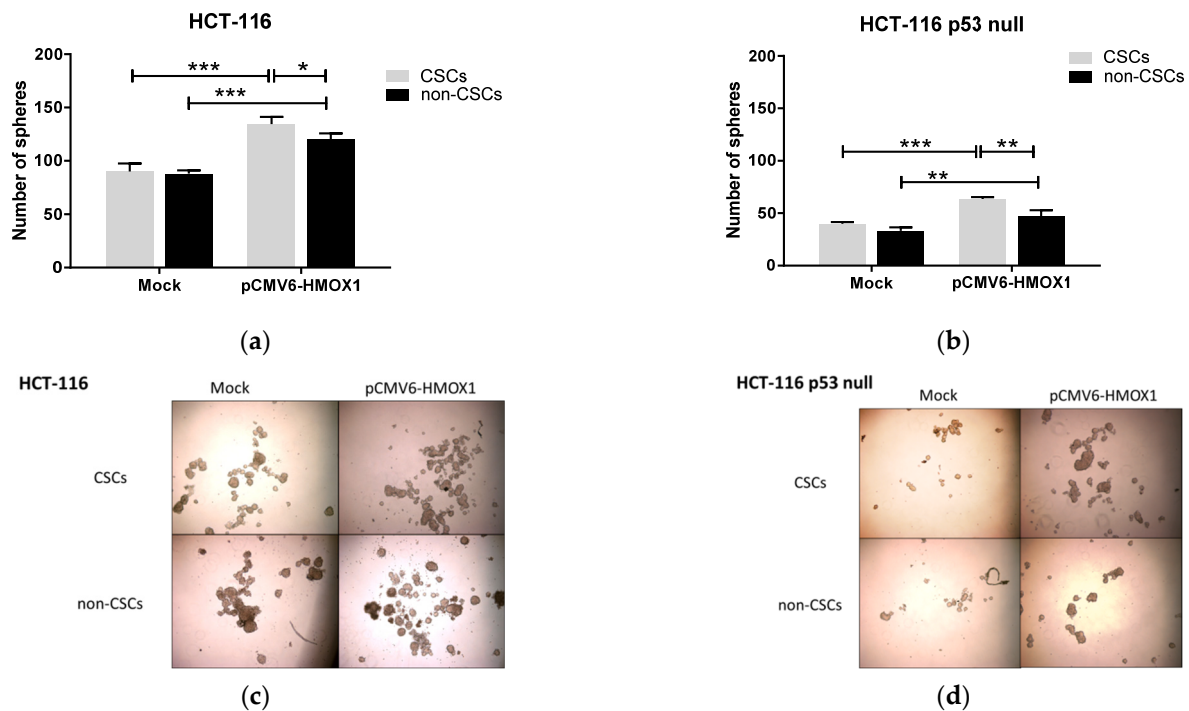 HCT-116
Number of spheres
200
150
100
50
0
***
*
***
CSCs
non-CSCs
Mock
pCMV6-HMOX1
(a)
HCT-116 p53 null
Number of spheres
200
150
100
50
0
***
**
**
CSCs
non-CSCs
Mock
pCMV6-HMOX1
(b)
HCT-116
Mock
pCMV6-HMOX1
CSCs
non-CSCs
(c)
HCT-116 p53 null
Mock
pCMV6-HMOX1
CSCs
non-CSCs
(d)